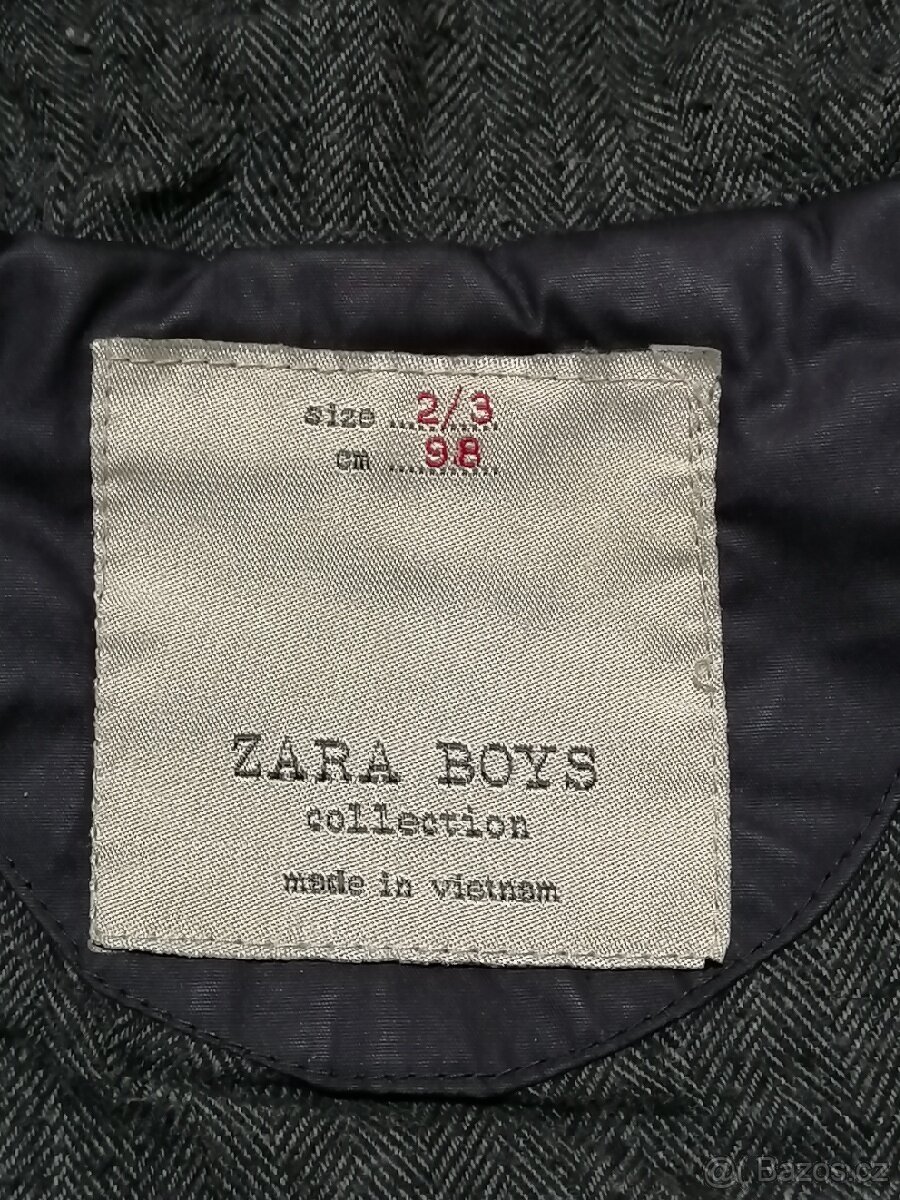 size ... 2/3
cm ... 98
ZARA BOYS
collection
made in vietnam
@( Bazos.cz